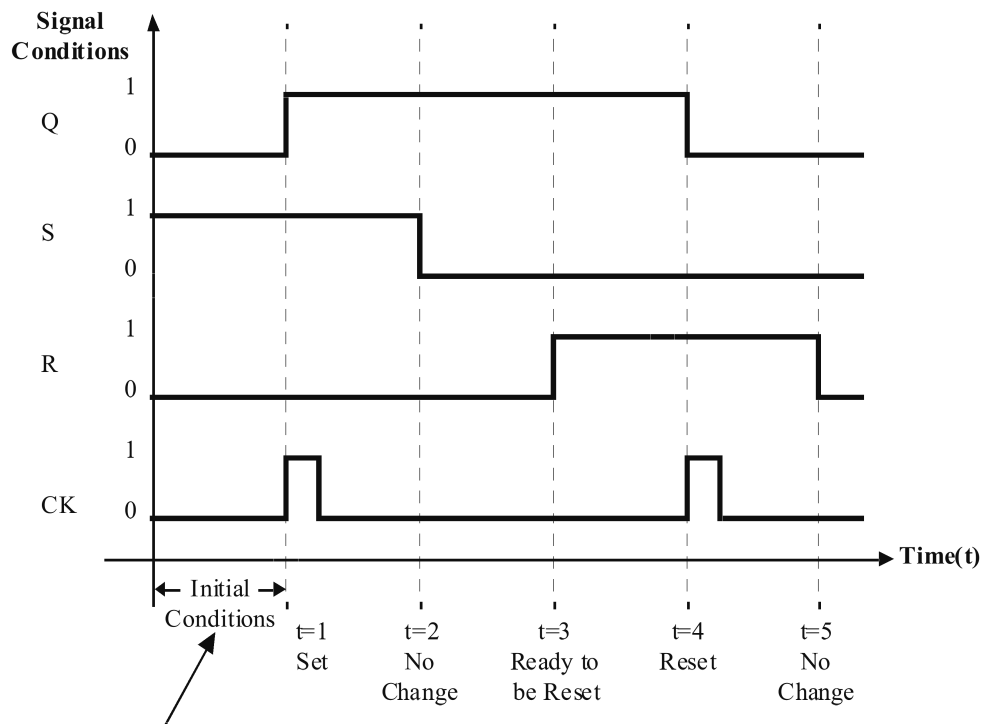 Signal
Conditions
1
Q
0
1
S
0
1
R
0
1
CK
0
Time(t)
Initial
Conditions
t=1
Set
t=2
No
Change
t=3
Ready to
be Reset
t=4
Reset
t=5
No
Change